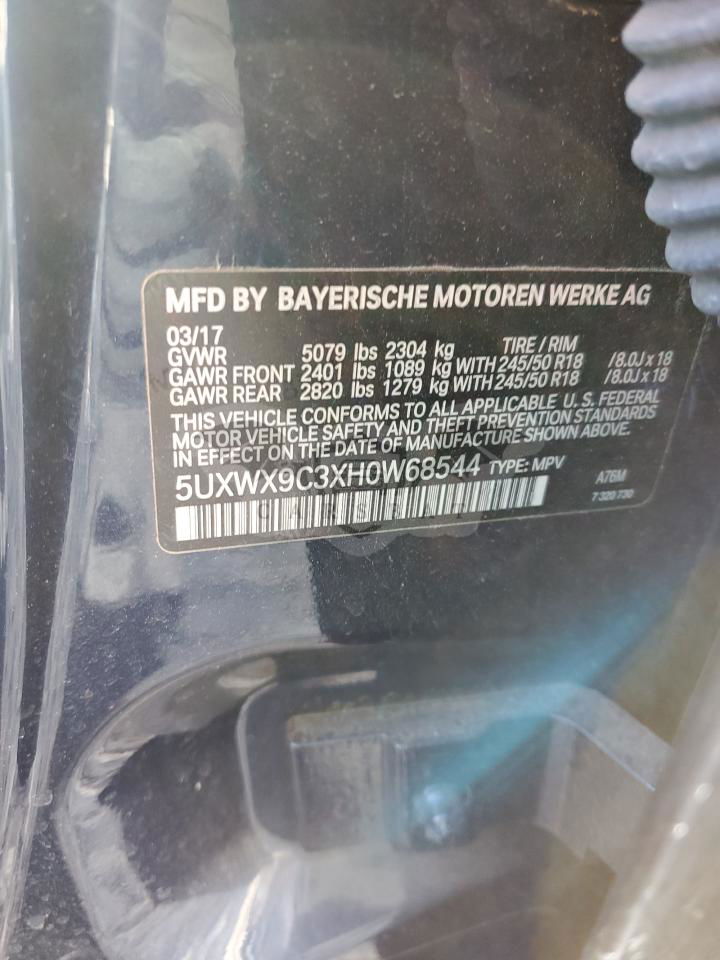 MFD BY BAYERISCHE MOTOREN WERKE AG
03/17
GVWR 5079 lbs 2304 kg TIRE / RIM
GAWR FRONT 2401 lbs 1089 kg WITH 245/50 R18 /8.0J x 18
GAWR REAR 2820 lbs 1279 kg WITH 245/50 R18 /8.0J x 18
THIS VEHICLE CONFORMS TO ALL APPLICABLE U. S. FEDERAL
MOTOR VEHICLE SAFETY AND THEFT PREVENTION STANDARDS
IN EFFECT ON THE DATE OF MANUFACTURE SHOWN ABOVE.
5UXWX9C3XH0W68544 TYPE: MPV
A76M
7 320 730